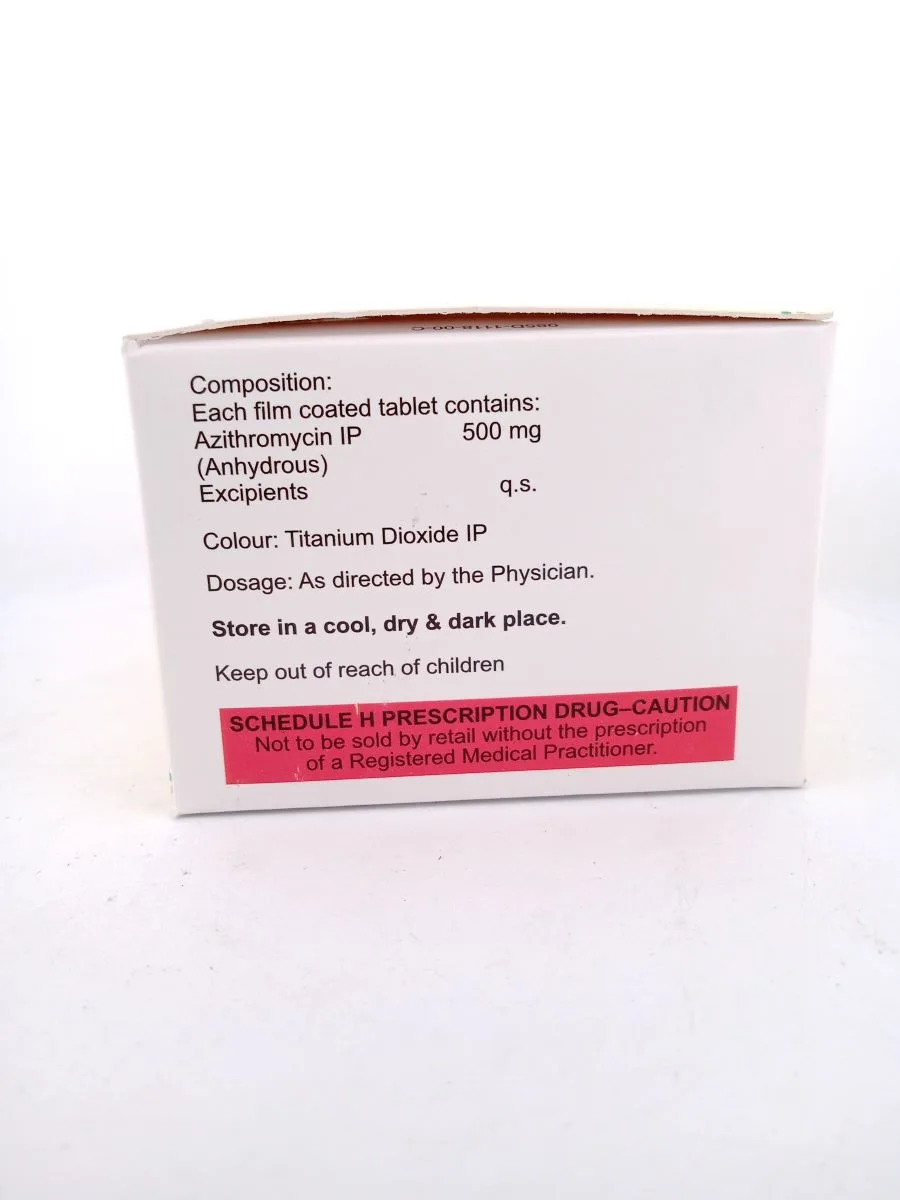 Composition:
Each film coated tablet contains:
Azithromycin IP 500 mg
(Anhydrous)
Excipients q.s.
Colour: Titanium Dioxide IP
Dosage: As directed by the Physician.
Store in a cool, dry & dark place.
Keep out of reach of children
SCHEDULE H PRESCRIPTION DRUG–CAUTION
Not to be sold by retail without the prescription
of a Registered Medical Practitioner.